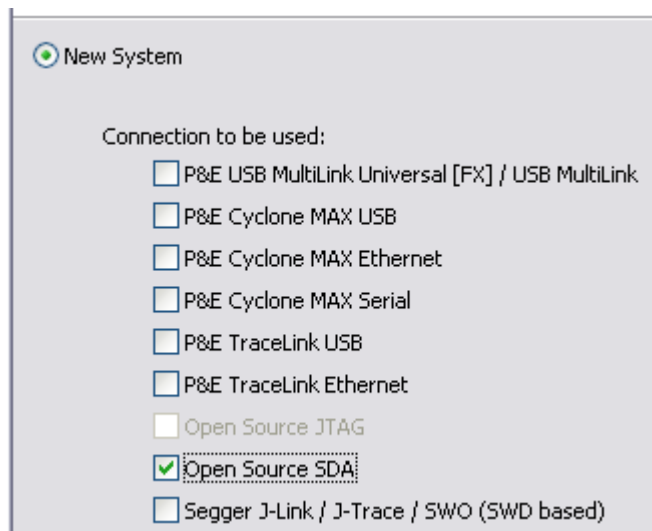 New System
Connection to be used:
P&E USB MultiLink Universal [FX] / USB MultiLink
P&E Cyclone MAX USB
P&E Cyclone MAX Ethernet
P&E Cyclone MAX Serial
P&E TraceLink USB
P&E TraceLink Ethernet
Open Source JTAG
Open Source SDA
Segger J-Link / J-Trace / SWO (SWD based)